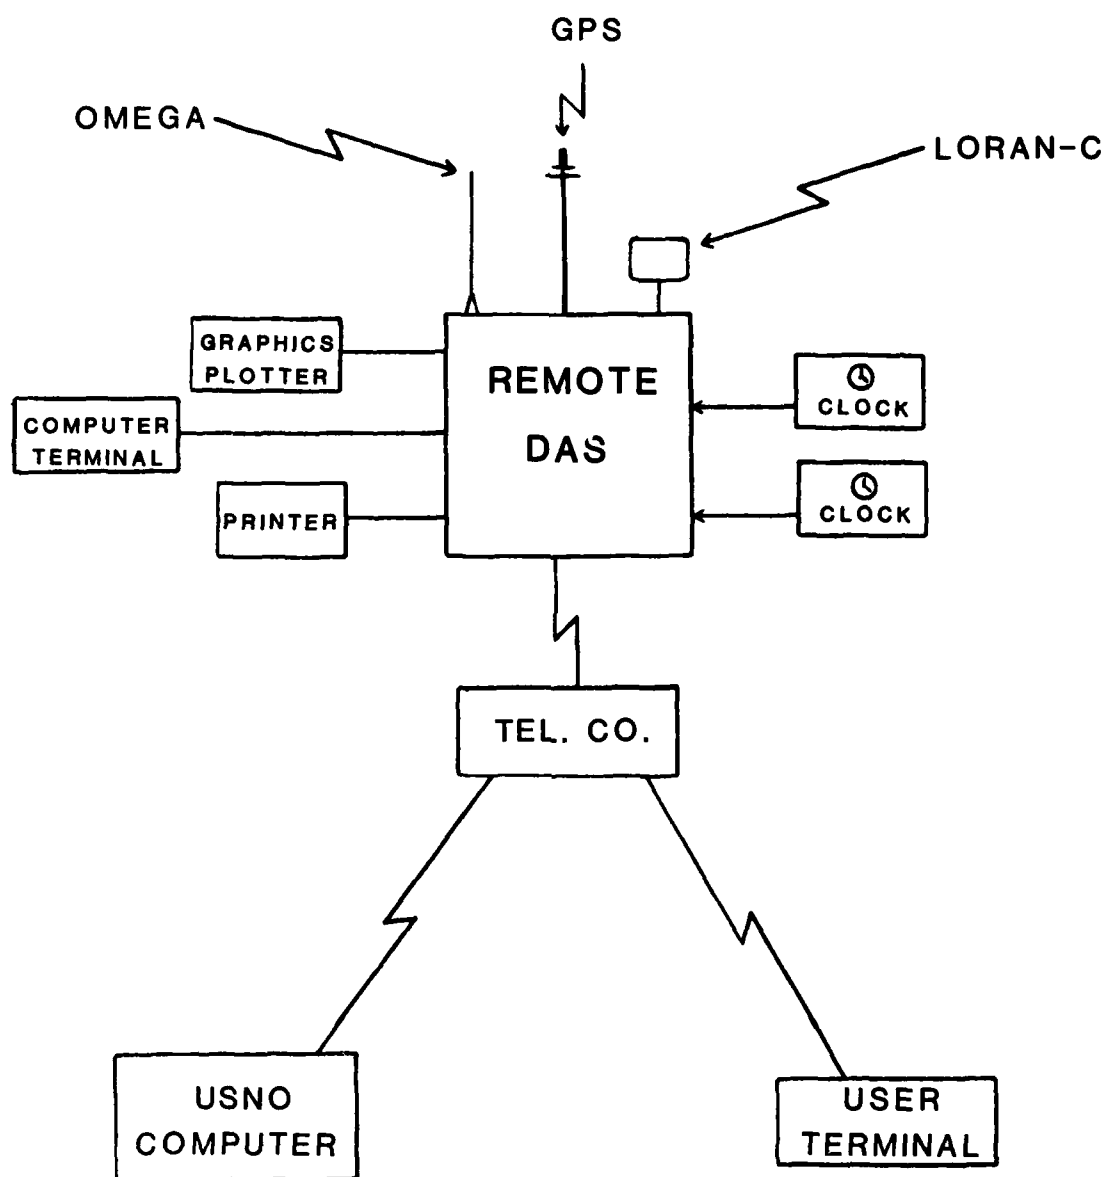 GPS
OMEGA
LORAN-C
GRAPHICS
PLOTTER
REMOTE
DAS
CLOCK
COMPUTER
TERMINAL
PRINTER
CLOCK
TEL. CO.
USNO
COMPUTER
USER
TERMINAL